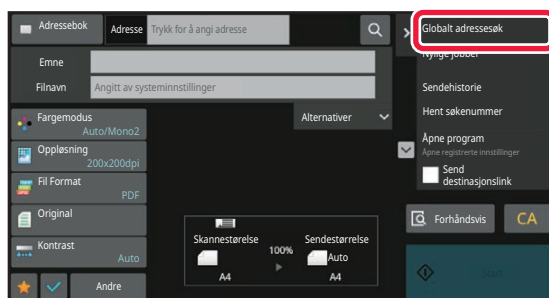 Adressebok
Adresse
Trykk for å angi adresse
Emne
Filnavn
Angitt av systeminnstillinger
Fargemodus
Auto/Mono2
Alternativer
Oppløsning
200x200dpi
Fil Format
PDF
Original
Kontrast
Auto
Andre
Skannestørelse
100%
Sendestørrelse
Auto
A4
A4
Globalt adressesøk
Nylige jobber
Sendehistorie
Hent søkenummer
Åpne program
Åpne registrerte innstillinger
Send
destinasjonslink
Forhåndsvis
CA
Start